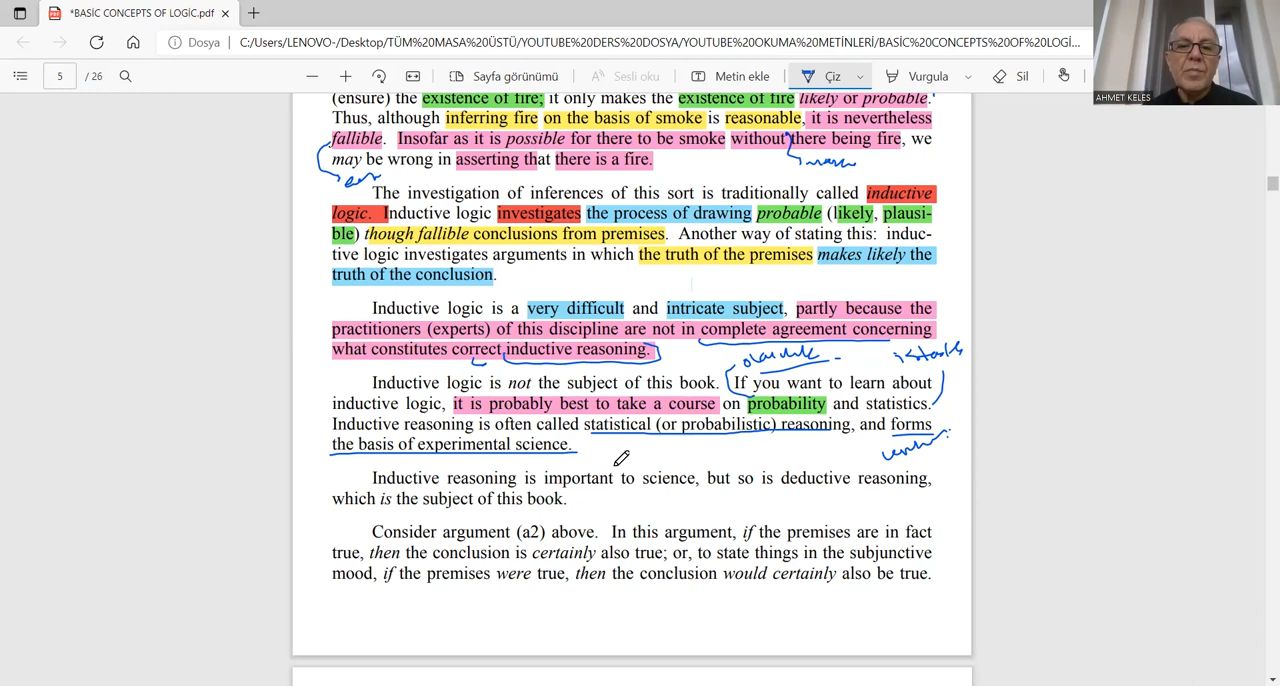 *BASİC CONCEPTS OF LOGİC.pdf
Dosya
C:/Users/LENOVO-/Desktop/TÜM%20MASA%20ÜSTÜ/YOUTUBE%20DERS%20DOSYA/YOUTUBE%20OKUMA%20METİNLERİ/BASİC%20CONCEPTS%20OF%20LOGİ...
5 / 26
Sayfa görünümü
Sesli oku
Metin ekle
Çiz
Vurgula
Sil
AHMET KELES
(ensure) the existence of fire; it only makes the existence of fire likely or probable.
Thus, although inferring fire on the basis of smoke is reasonable, it is nevertheless
fallible. Insofar as it is possible for there to be smoke without there being fire, we
may be wrong in asserting that there is a fire.
The investigation of inferences of this sort is traditionally called inductive
logic. Inductive logic investigates the process of drawing probable (likely, plausi-
ble) though fallible conclusions from premises. Another way of stating this: induc-
tive logic investigates arguments in which the truth of the premises makes likely the
truth of the conclusion.
Inductive logic is a very difficult and intricate subject, partly because the
practitioners (experts) of this discipline are not in complete agreement concerning
what constitutes correct inductive reasoning.
Inductive logic is not the subject of this book. If you want to learn about
inductive logic, it is probably best to take a course on probability and statistics.
Inductive reasoning is often called statistical (or probabilistic) reasoning, and forms
the basis of experimental science.
Inductive reasoning is important to science, but so is deductive reasoning,
which is the subject of this book.
Consider argument (a2) above. In this argument, if the premises are in fact
true, then the conclusion is certainly also true; or, to state things in the subjunctive
mood, if the premises were true, then the conclusion would certainly also be true.